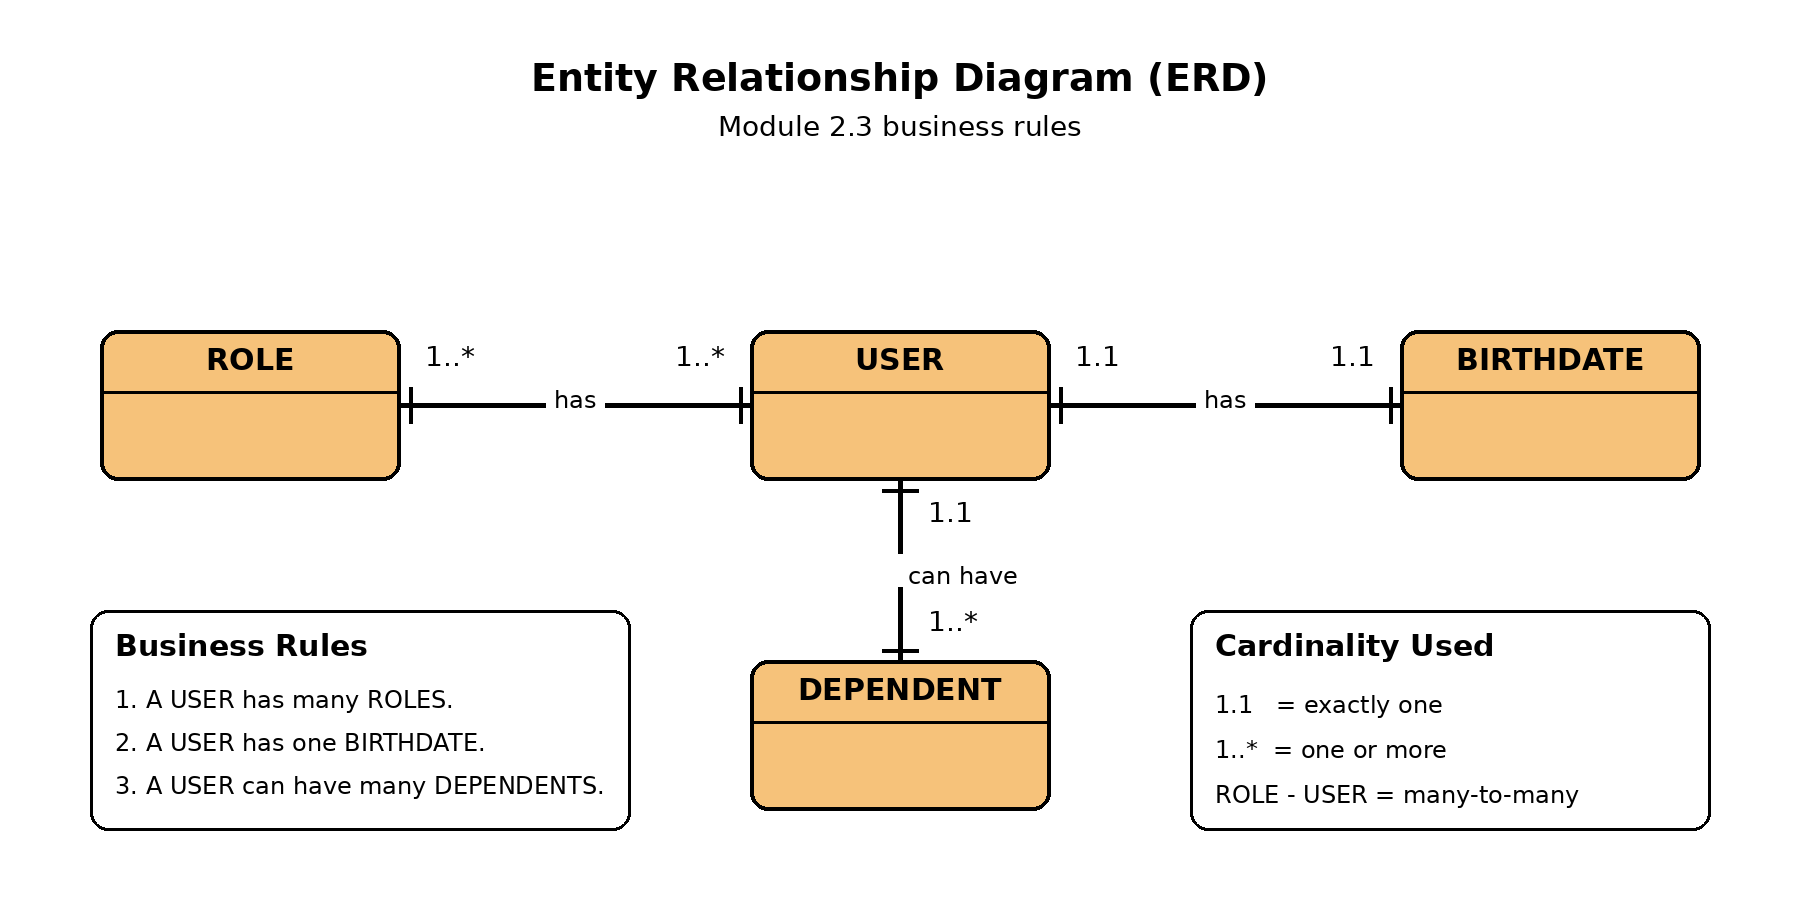 Entity Relationship Diagram (ERD)
Module 2.3 business rules
ROLE
1..*
has
1..*
USER
1.1
has
1.1
BIRTHDATE
1.1
can have
1..*
DEPENDENT
Business Rules
1. A USER has many ROLES.
2. A USER has one BIRTHDATE.
3. A USER can have many DEPENDENTS.
Cardinality Used
1.1 = exactly one
1..* = one or more
ROLE - USER = many-to-many